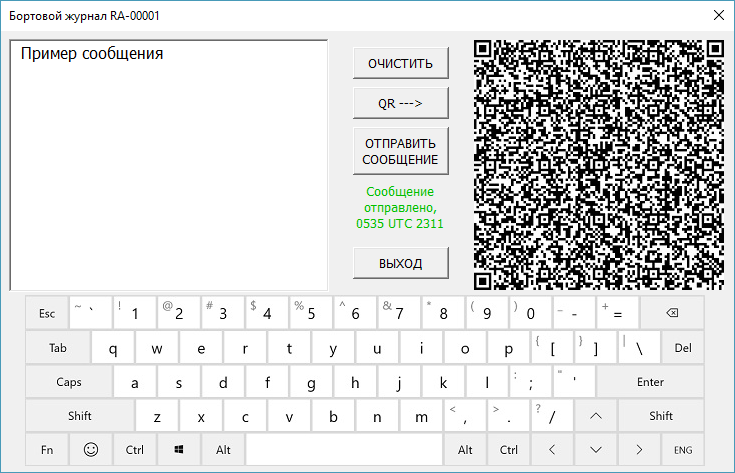 Бортовой журнал RA-00001
Пример сообщения
ОЧИСТИТЬ
QR --->
ОТПРАВИТЬ
СООБЩЕНИЕ
Сообщение
отправлено,
0535 UTC 2311
ВЫХОД
Esc ~ ` ! 1 @ 2 # 3 $ 4 % 5 ^ 6 & 7 * 8 ( 9 ) 0 _ - + =
Tab q w e r t y u i o p { [ } ] | \ Del
Caps a s d f g h j k l : ; " ' Enter
Shift z x c v b n m < , > . ? / Shift
Fn Ctrl Alt Alt Ctrl ENG